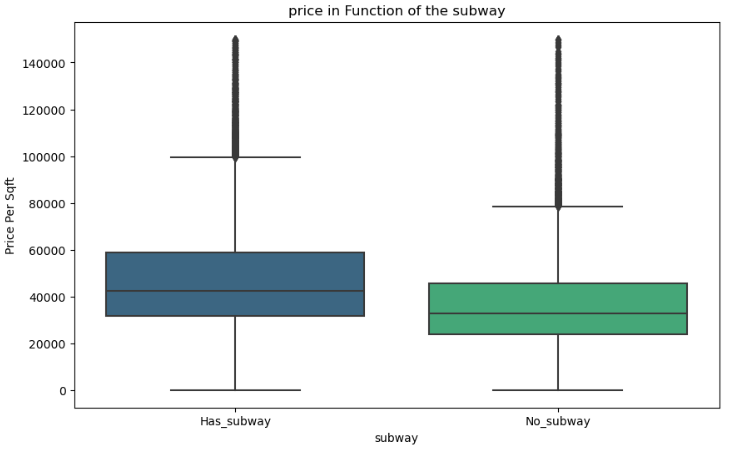 price in Function of the subway
Price Per Sqft
140000
120000
100000
80000
60000
40000
20000
0
Has_subway
No_subway
subway